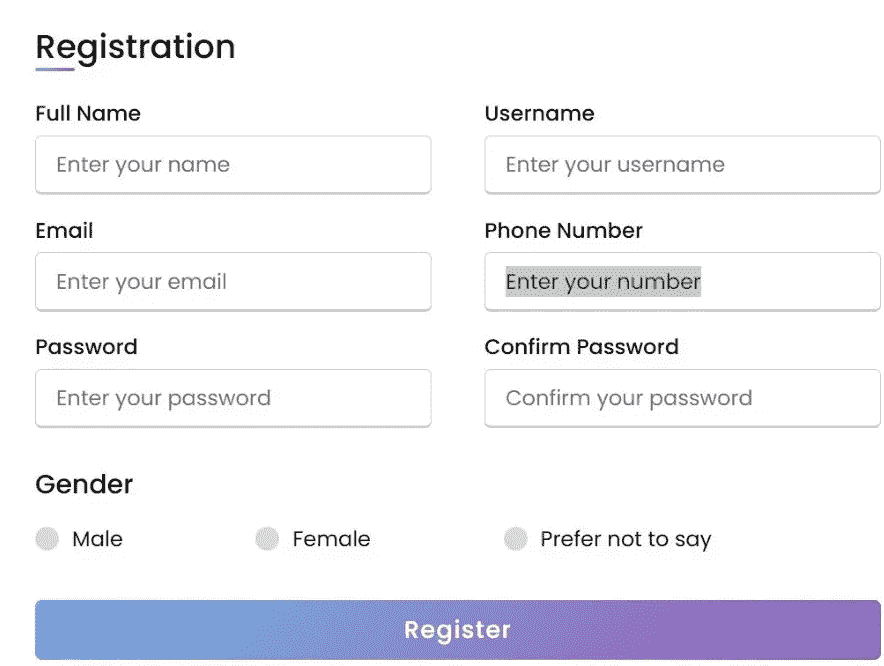 Registration
Full Name
Username
Enter your name
Enter your username
Email
Phone Number
Enter your email
Enter your number
Password
Confirm Password
Enter your password
Confirm your password
Gender
Male
Female
Prefer not to say
Register